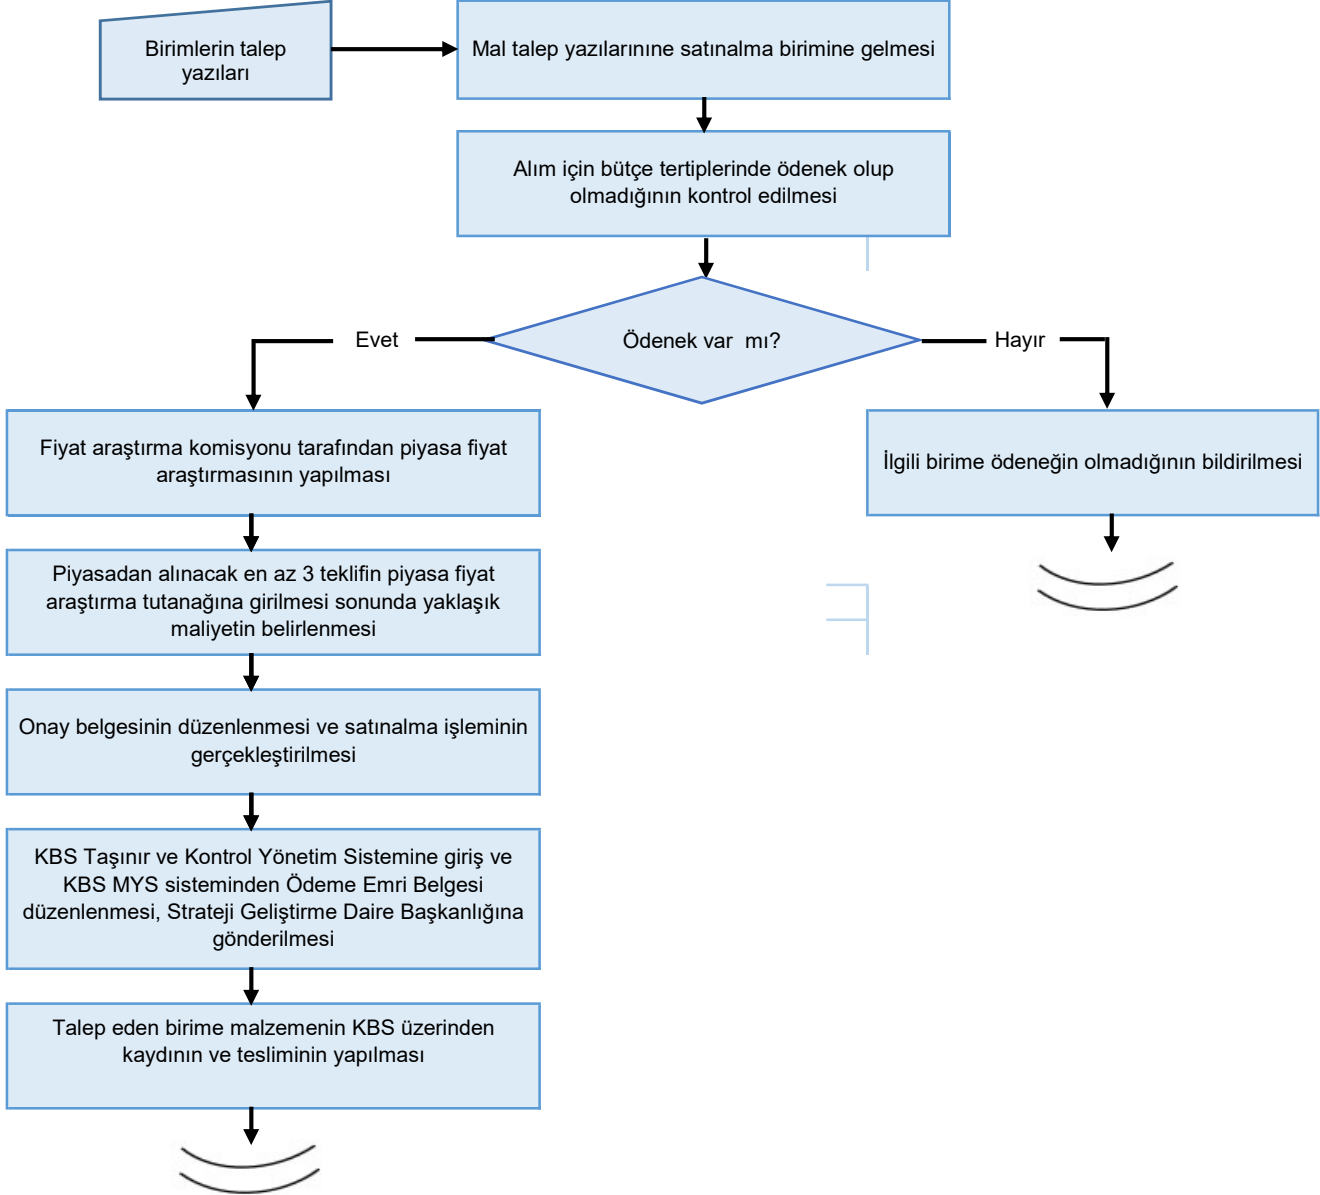 Birimlerin talep
yazıları
Mal talep yazılarınıne satınalma birimine gelmesi
Alım için bütçe tertiplerinde ödenek olup
olmadığının kontrol edilmesi
Ödenek var  mı?
Evet
Hayır
Fiyat araştırma komisyonu tarafından piyasa fiyat
araştırmasının yapılması
İlgili birime ödeneğin olmadığının bildirilmesi
Piyasadan alınacak en az 3 teklifin piyasa fiyat
araştırma tutanağına girilmesi sonunda yaklaşık
maliyetin belirlenmesi
Onay belgesinin düzenlenmesi ve satınalma işleminin
gerçekleştirilmesi
KBS Taşınır ve Kontrol Yönetim Sistemine giriş ve
KBS MYS sisteminden Ödeme Emri Belgesi
düzenlenmesi, Strateji Geliştirme Daire Başkanlığına
gönderilmesi
Talep eden birime malzemenin KBS üzerinden
kaydının ve tesliminin yapılması